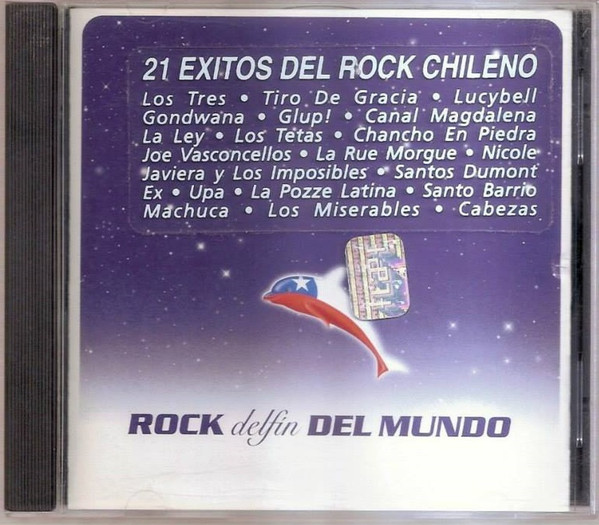 21 EXITOS DEL ROCK CHILENO
Los Tres • Tiro De Gracia • Lucybell
Gondwana • Glup! • Canal Magdalena
La Ley • Los Tetas • Chancho En Piedra
Joe Vasconcellos • La Rue Morgue • Nicole
Javiera y Los Imposibles • Santos Dumont
Ex • Upa • La Pozze Latina • Santo Barrio
Machuca • Los Miserables • Cabezas
ROCK delfín DEL MUNDO